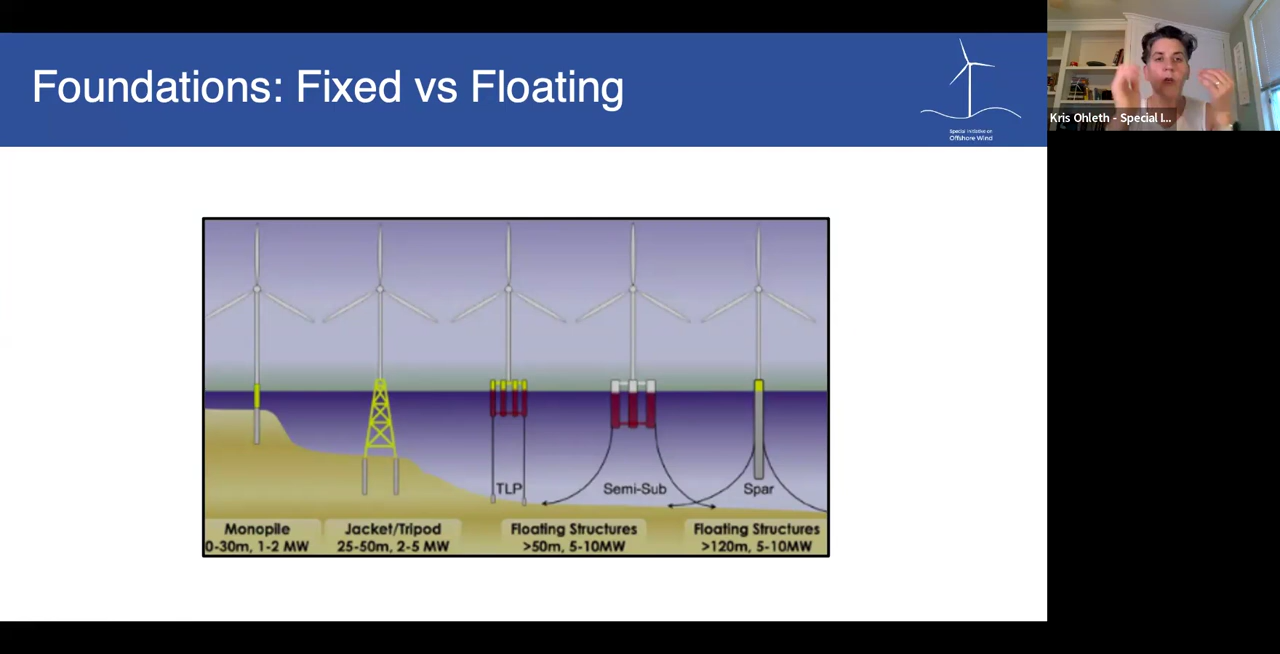 Foundations: Fixed vs Floating
Special Initiative on
Offshore Wind
Kris Ohleth - Special I...
TLP
Semi-Sub
Spar
Monopile
0-30m, 1-2 MW
Jacket/Tripod
25-50m, 2-5 MW
Floating Structures
>50m, 5-10MW
Floating Structures
>120m, 5-10MW